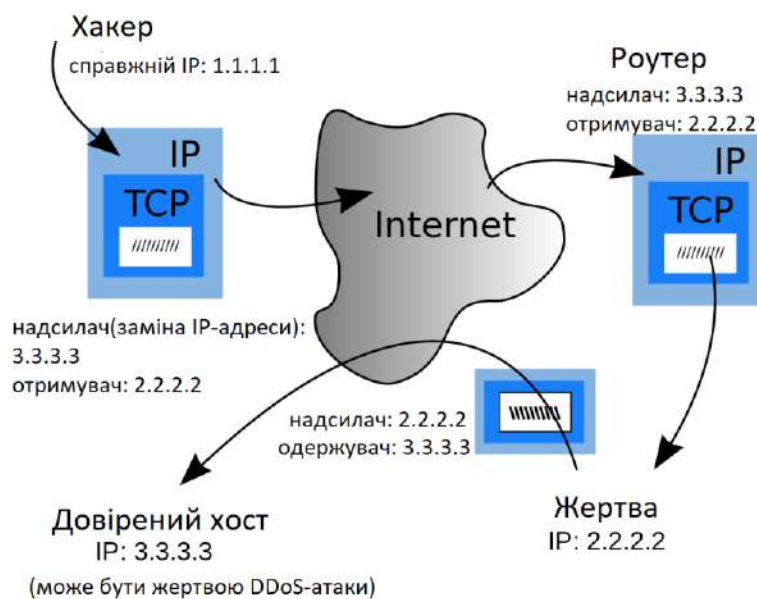 Хакер
справжній IP: 1.1.1.1
IP
TCP
надсилач(заміна IP-адреси):
3.3.3.3
отримувач: 2.2.2.2
Internet
Роутер
надсилач: 3.3.3.3
отримувач: 2.2.2.2
IP
TCP
надсилач: 2.2.2.2
одержувач: 3.3.3.3
Довірений хост
IP: 3.3.3.3
(може бути жертвою DDoS-атаки)
Жертва
IP: 2.2.2.2